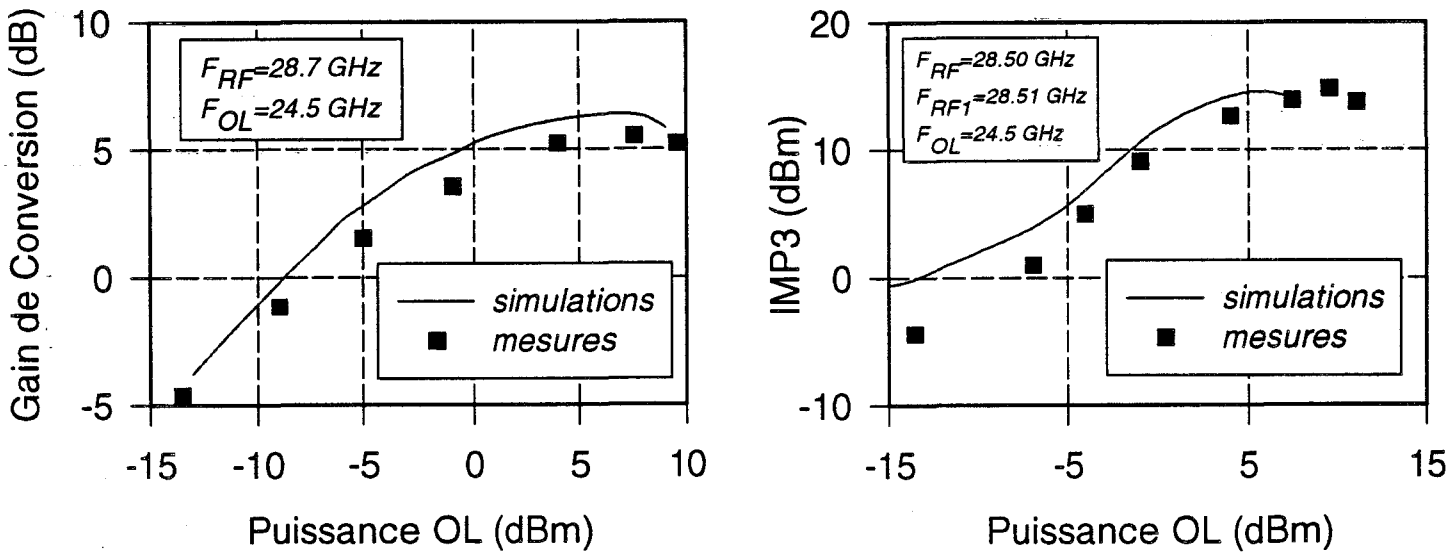 Gain de Conversion (dB)
10
5
0
-5
F_RF=28.7 GHz
F_OL=24.5 GHz
simulations
mesures
-15 -10 -5 0 5 10
Puissance OL (dBm)
IMP3 (dBm)
20
10
0
-10
F_RF=28.50 GHz
F_RF1=28.51 GHz
F_OL=24.5 GHz
simulations
mesures
-15 -5 5 15
Puissance OL (dBm)